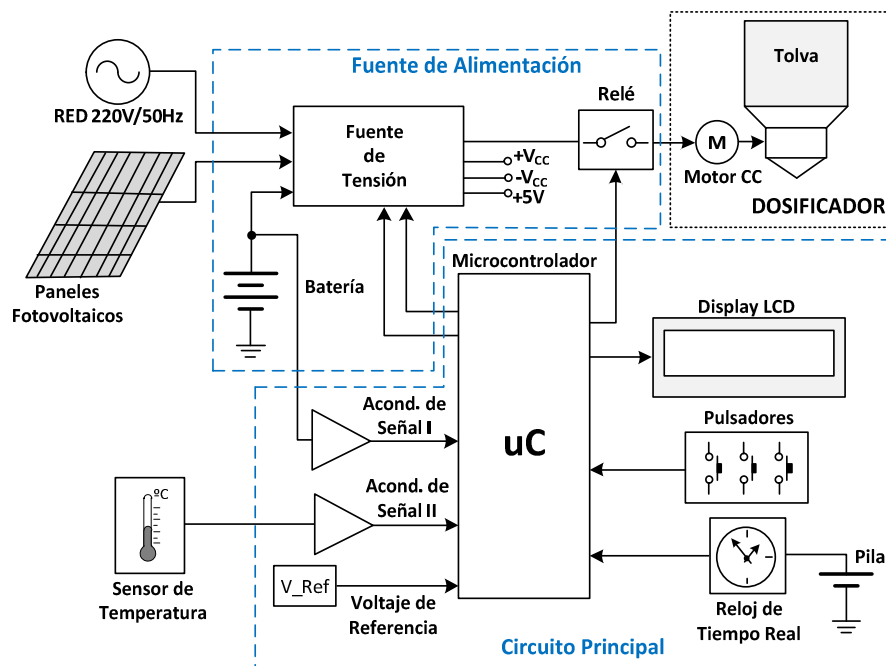 Fuente de Alimentación
Tolva
RED 220V/50Hz
Relé
Fuente
de
Tensión
+VCC
-VCC
+5V
M
Motor CC
DOSIFICADOR
Paneles
Fotovoltaicos
Batería
Microcontrolador
Display LCD
Acond. de
Señal I
uC
Pulsadores
ºC
Acond. de
Señal II
Sensor de
Temperatura
V_Ref
Voltaje de
Referencia
Reloj de
Tiempo Real
Pila
Circuito Principal